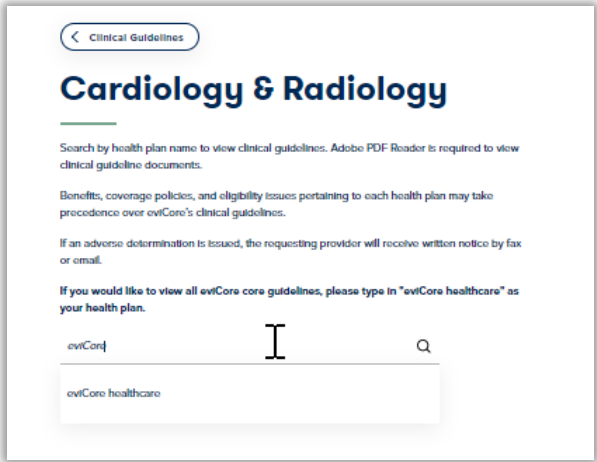 Clinical Guidelines
Cardiology & Radiology
Search by health plan name to view clinical guidelines. Adobe PDF Reader is required to view
clinical guideline documents.
Benefits, coverage policies, and eligibility issues pertaining to each health plan may take
precedence over eviCore's clinical guidelines.
If an adverse determination is issued, the requesting provider will receive written notice by fax
or email.
If you would like to view all eviCore core guidelines, please type in "eviCore healthcare" as
your health plan.
eviCore
eviCore healthcare